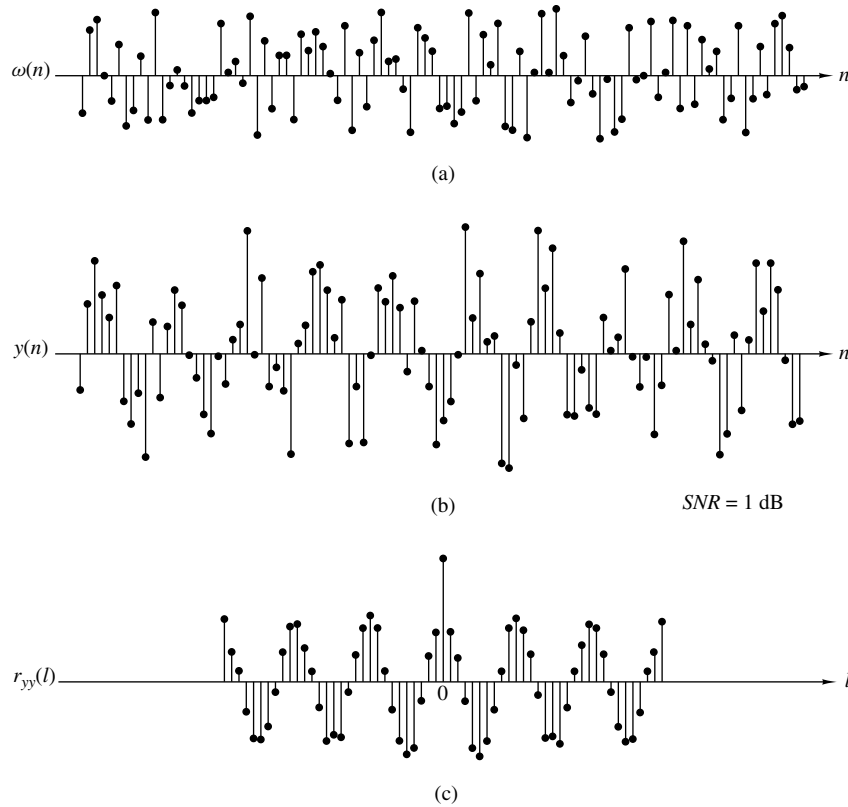 ω(n)
n
(a)
y(n)
n
(b)
SNR = 1 dB
r_yy(l)
0
l
(c)